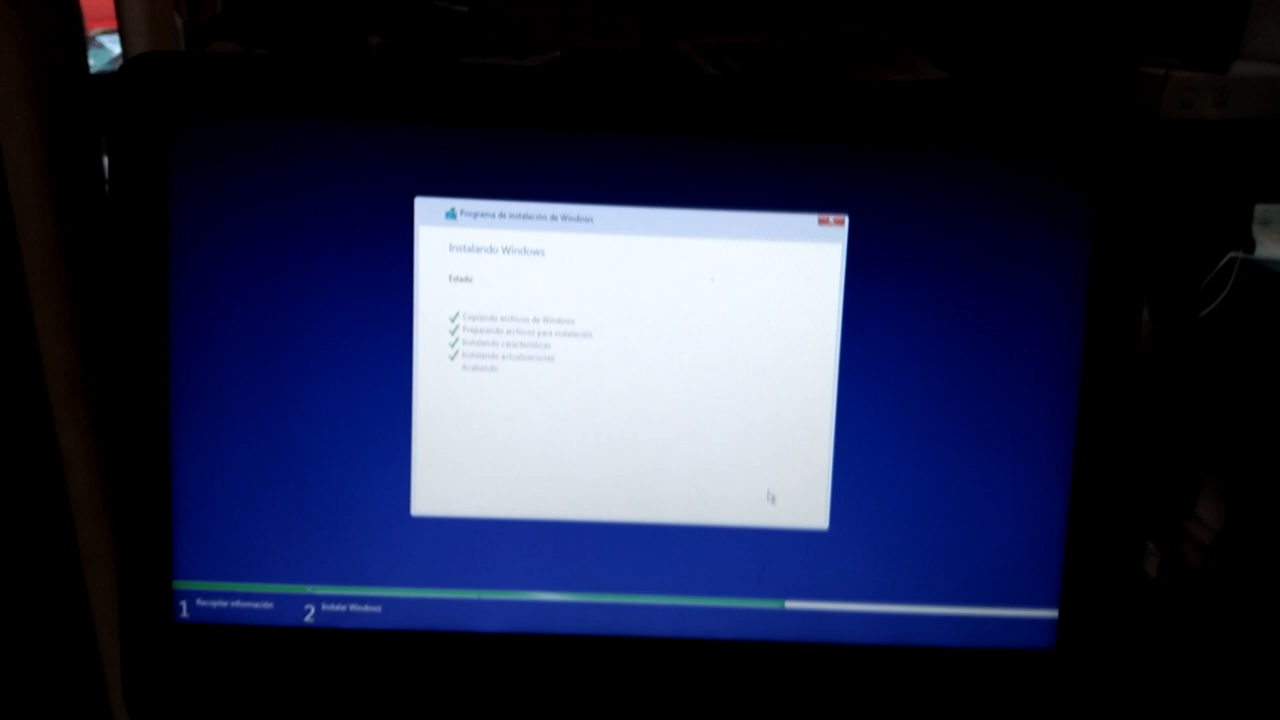 Programa de instalación de Windows
Instalando Windows
Estado
Copiando archivos de Windows
Preparando archivos para instalación
Instalando características
Instalando actualizaciones
Acabando
1 Recopilar información
2 Instalar Windows